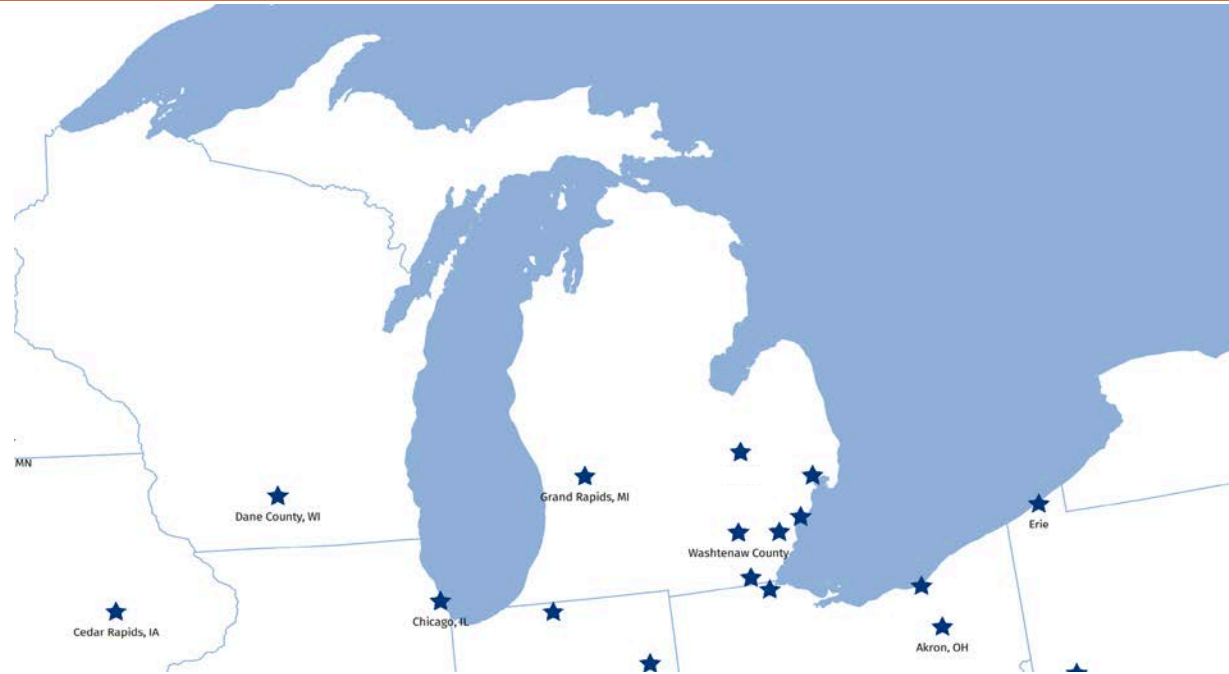 MN
Grand Rapids, MI
Dane County, WI
Erie
Washtenaw County
Chicago, IL
Cedar Rapids, IA
Akron, OH